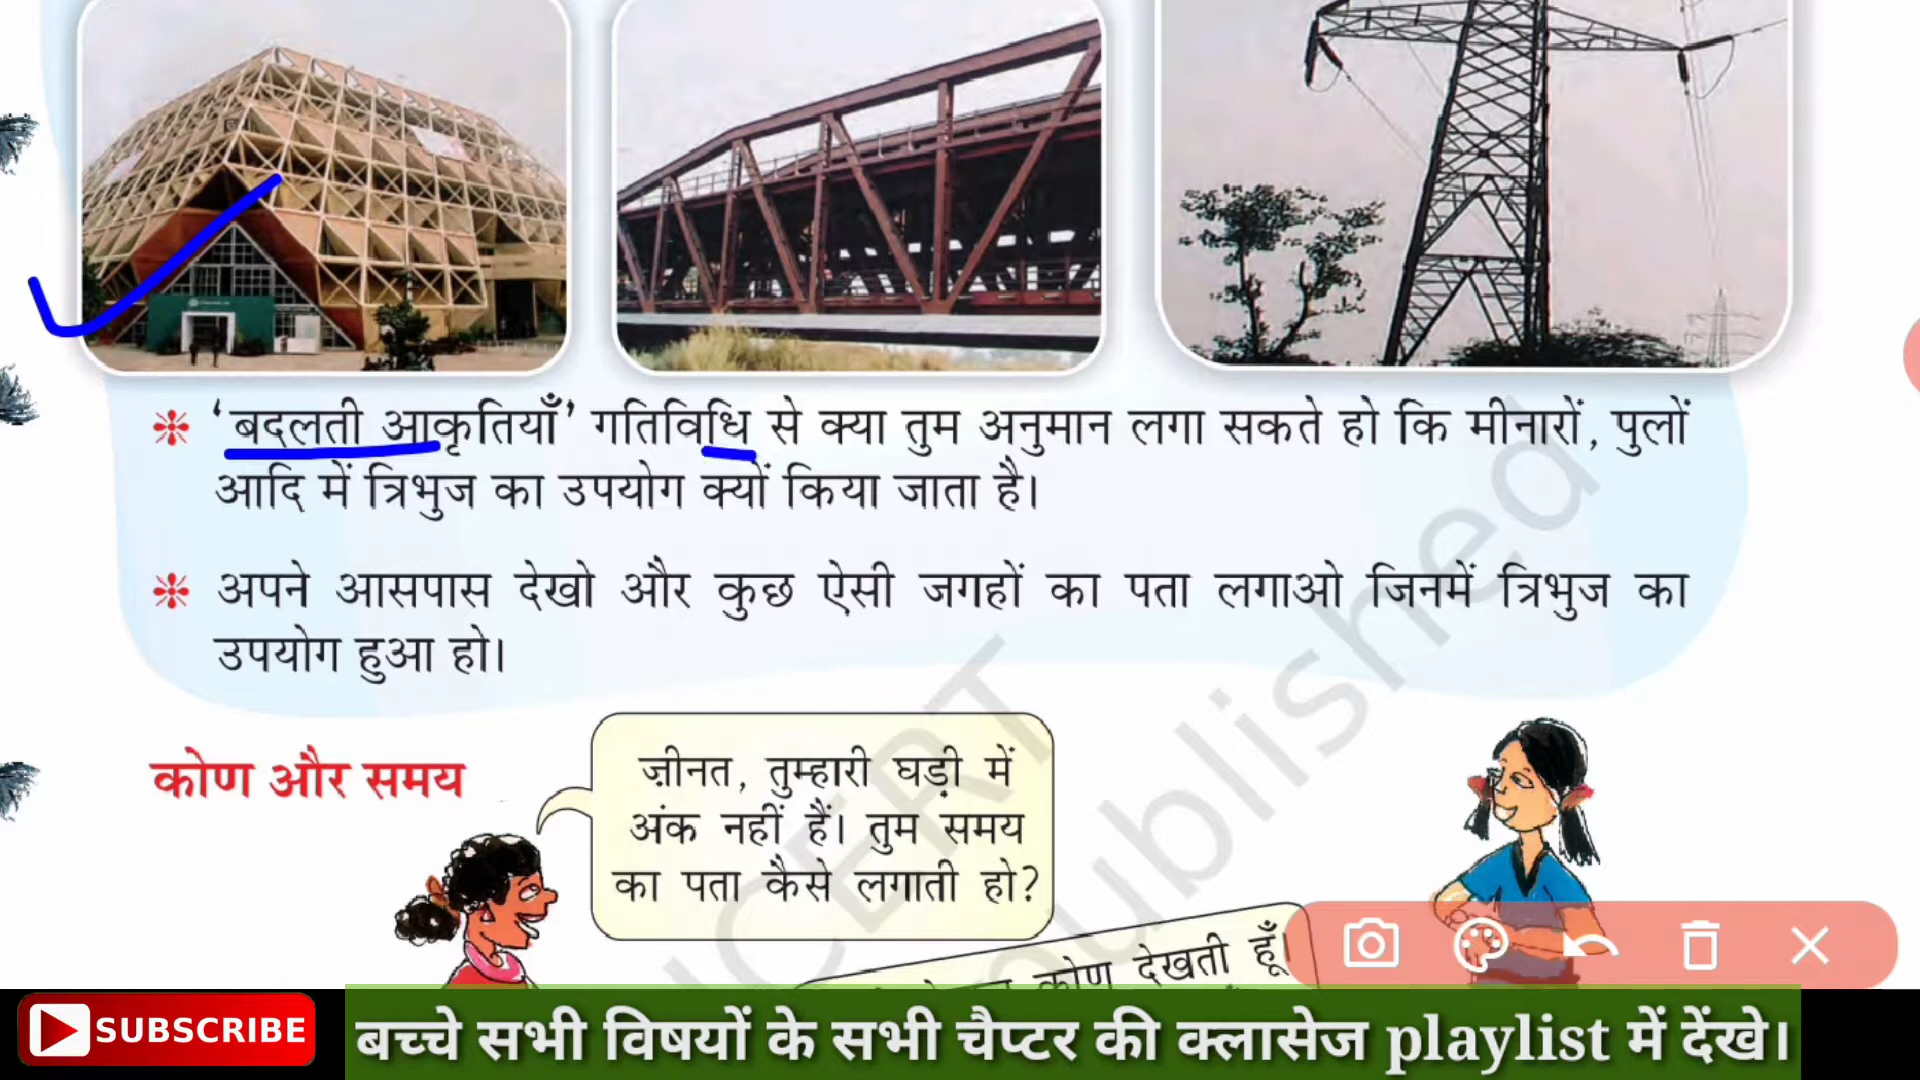 ‘बदलती आकृतियाँ’ गतिविधि से क्या तुम अनुमान लगा सकते हो कि मीनारों, पुलों
आदि में त्रिभुज का उपयोग क्यों किया जाता है।
अपने आसपास देखो और कुछ ऐसी जगहों का पता लगाओ जिनमें त्रिभुज का
उपयोग हुआ हो।
कोण और समय
ज़ीनत, तुम्हारी घड़ी में
अंक नहीं हैं। तुम समय
का पता कैसे लगाती हो?
कोण देखती हूँ।
SUBSCRIBE
बच्चे सभी विषयों के सभी चैप्टर की क्लासेज playlist में देंखे।